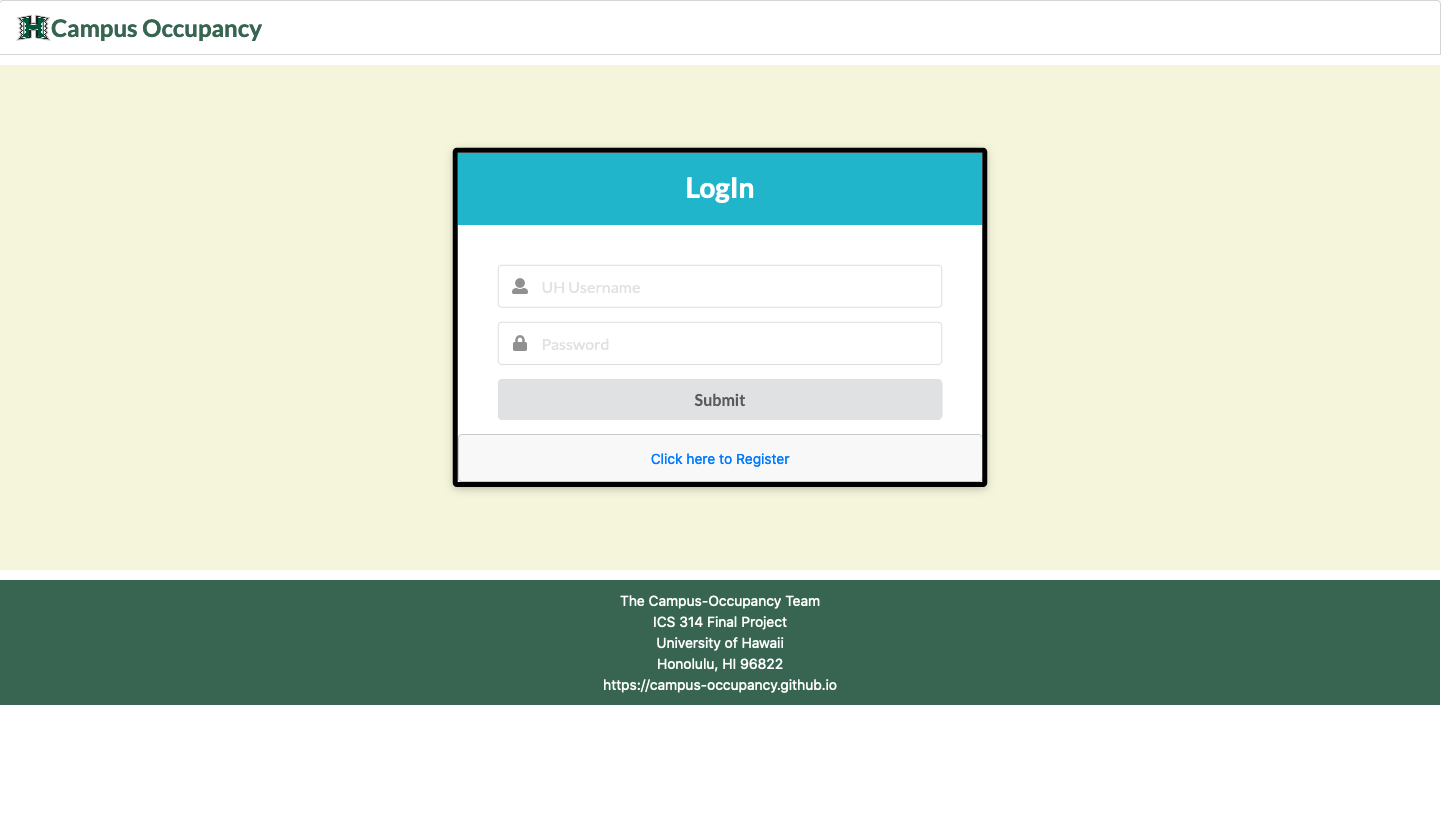 H Campus Occupancy
LogIn
UH Username
Password
Submit
Click here to Register
The Campus-Occupancy Team
ICS 314 Final Project
University of Hawaii
Honolulu, HI 96822
https://campus-occupancy.github.io